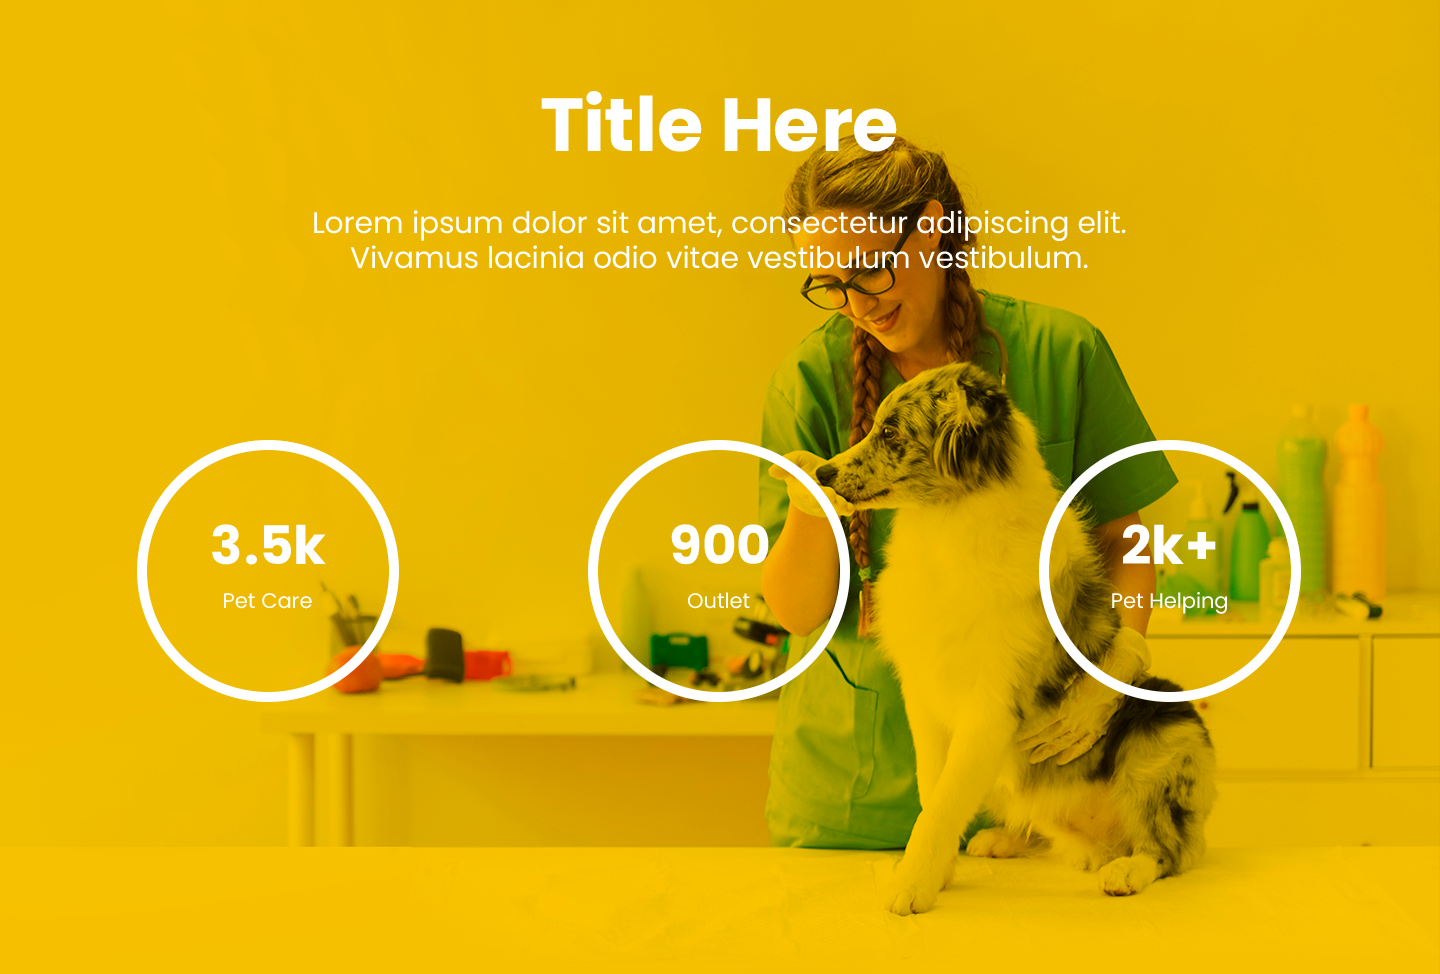 Title Here
Lorem ipsum dolor sit amet, consectetur adipiscing elit.
Vivamus lacinia odio vitae vestibulum vestibulum.
3.5k
Pet Care
900
Outlet
2k+
Pet Helping